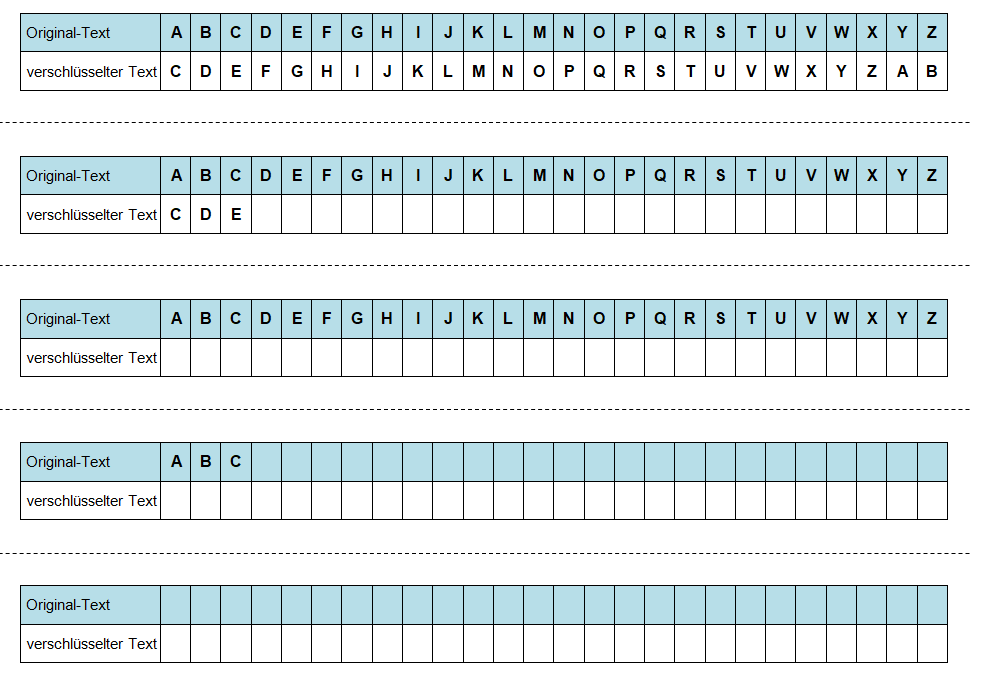 Original-Text A B C D E F G H I J K L M N O P Q R S T U V W X Y Z
verschlüsselter Text C D E F G H I J K L M N O P Q R S T U V W X Y Z A B
Original-Text A B C D E F G H I J K L M N O P Q R S T U V W X Y Z
verschlüsselter Text C D E
Original-Text A B C D E F G H I J K L M N O P Q R S T U V W X Y Z
verschlüsselter Text
Original-Text A B C
verschlüsselter Text
Original-Text
verschlüsselter Text